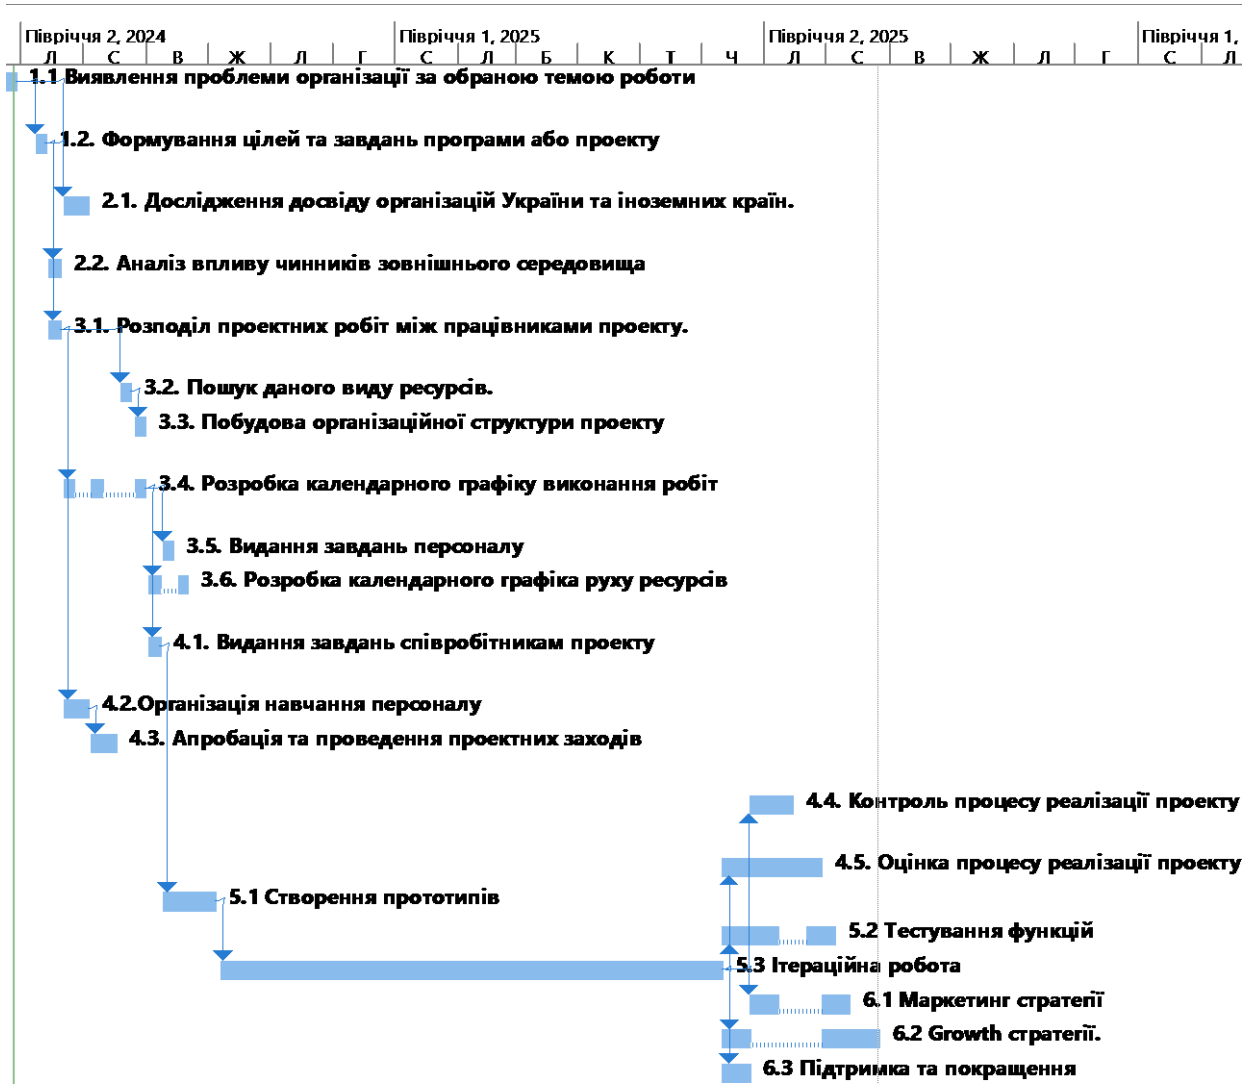 Півріччя 2, 2024 Півріччя 1, 2025 Півріччя 2, 2025 Півріччя 1,
Л С В Ж Л Г С Л Б К Т Ч Л С В Ж Л Г С Л
1.1 Виявлення проблеми організації за обраною темою роботи
1.2. Формування цілей та завдань програми або проекту
2.1. Дослідження досвіду організацій України та іноземних країн.
2.2. Аналіз впливу чинників зовнішнього середовища
3.1. Розподіл проектних робіт між працівниками проекту.
3.2. Пошук даного виду ресурсів.
3.3. Побудова організаційної структури проекту
3.4. Розробка календарного графіку виконання робіт
3.5. Видання завдань персоналу
3.6. Розробка календарного графіка руху ресурсів
4.1. Видання завдань співробітникам проекту
4.2.Організація навчання персоналу
4.3. Апробація та проведення проектних заходів
4.4. Контроль процесу реалізації проекту
4.5. Оцінка процесу реалізації проекту
5.1 Створення прототипів
5.2 Тестування функцій
5.3 Ітераційна робота
6.1 Маркетинг стратегії
6.2 Growth стратегії.
6.3 Підтримка та покращення